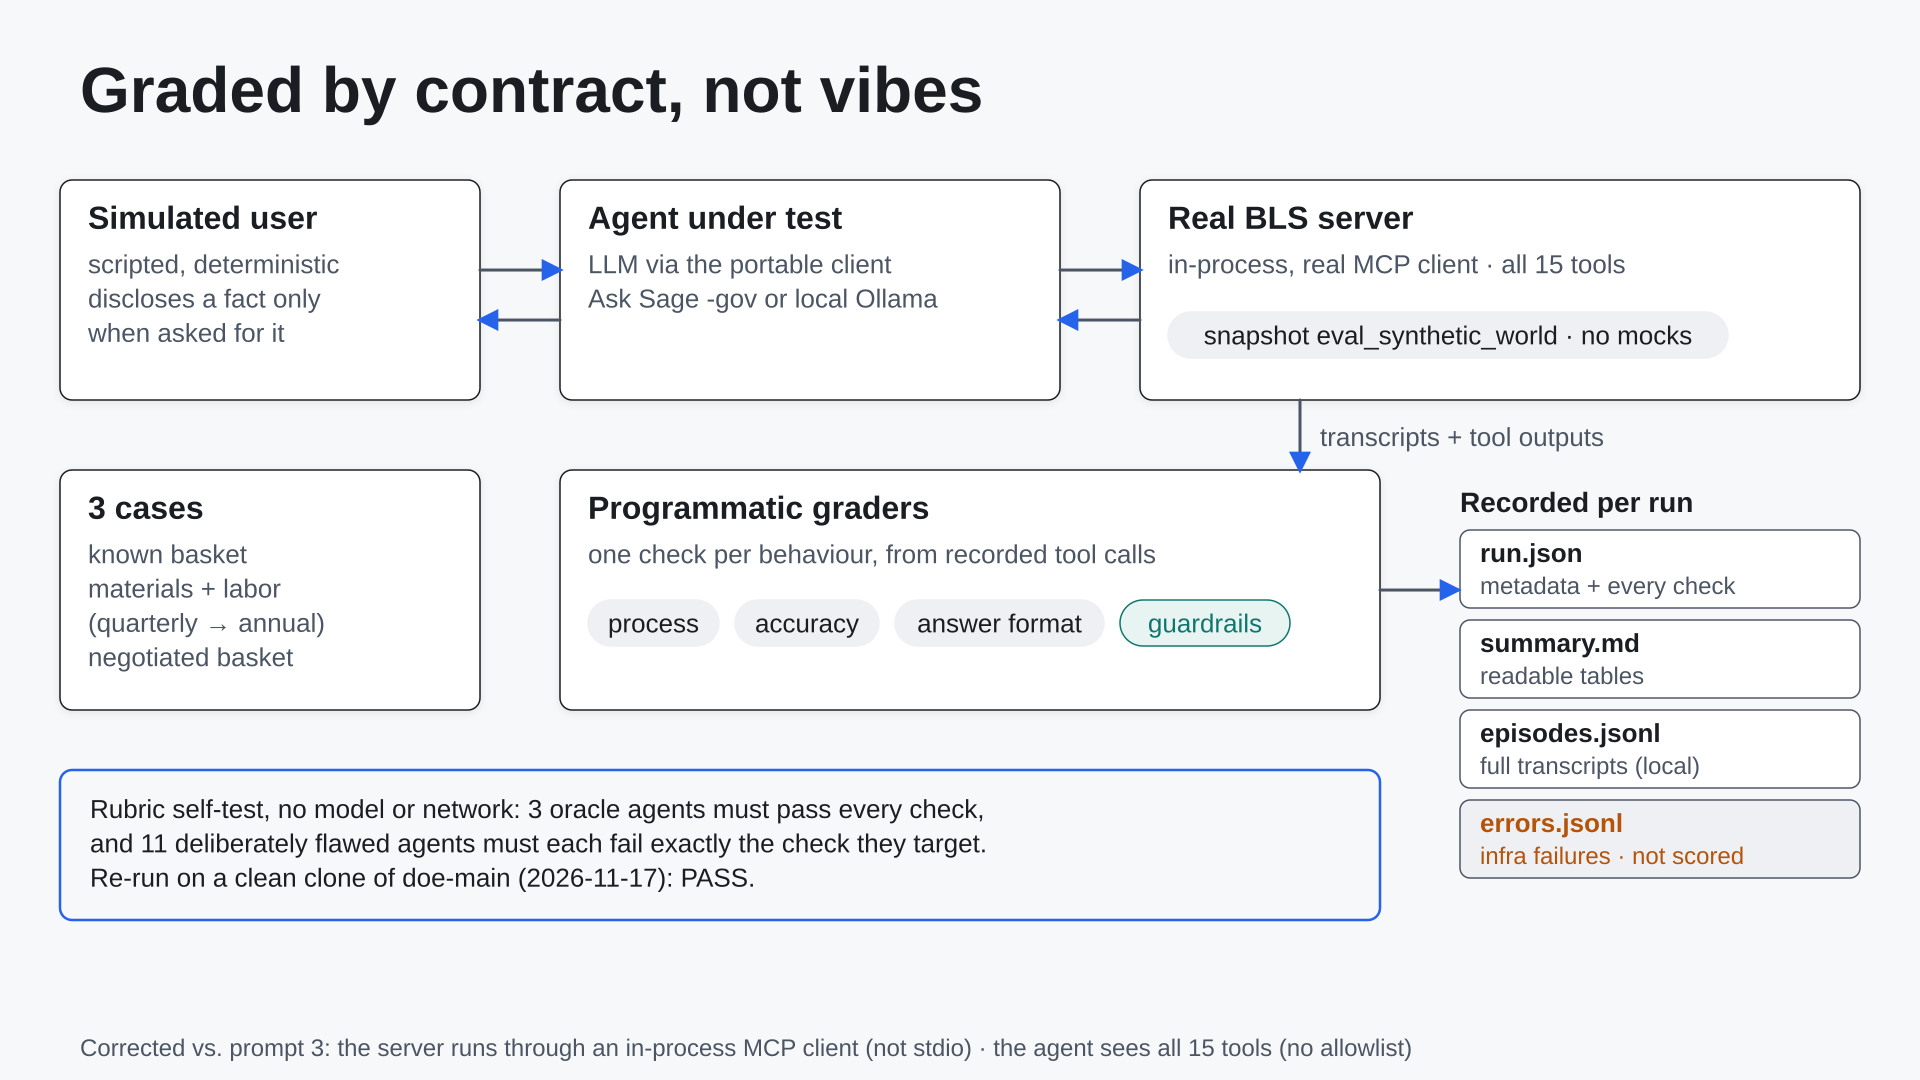 Graded by contract, not vibes
Simulated user
scripted, deterministic
discloses a fact only
when asked for it
Agent under test
LLM via the portable client
Ask Sage -gov or local Ollama
Real BLS server
in-process, real MCP client · all 15 tools
snapshot eval_synthetic_world · no mocks
transcripts + tool outputs
3 cases
known basket
materials + labor
(quarterly → annual)
negotiated basket
Programmatic graders
one check per behaviour, from recorded tool calls
process
accuracy
answer format
guardrails
Recorded per run
run.json
metadata + every check
summary.md
readable tables
episodes.jsonl
full transcripts (local)
errors.jsonl
infra failures · not scored
Rubric self-test, no model or network: 3 oracle agents must pass every check,
and 11 deliberately flawed agents must each fail exactly the check they target.
Re-run on a clean clone of doe-main (2026-11-17): PASS.
Corrected vs. prompt 3: the server runs through an in-process MCP client (not stdio) · the agent sees all 15 tools (no allowlist)